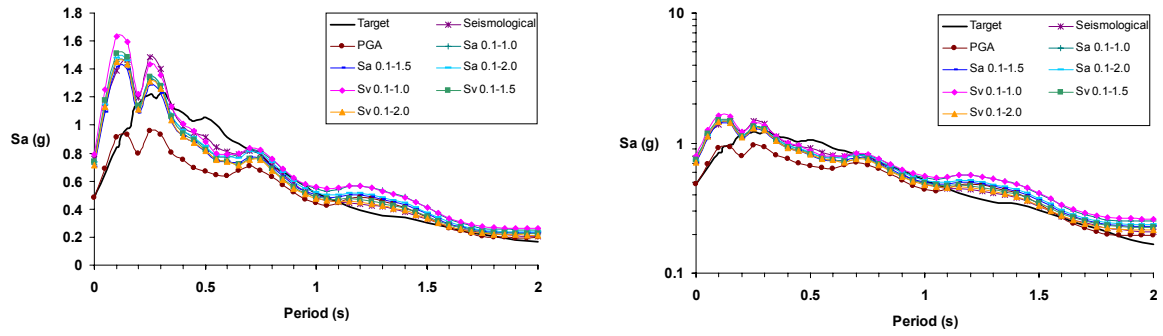 Target Seismological
PGA Sa 0.1-1.0
Sa 0.1-1.5 Sa 0.1-2.0
Sv 0.1-1.0 Sv 0.1-1.5
Sv 0.1-2.0
1.8
1.6
1.4
1.2
1
0.8
0.6
0.4
0.2
0
Sa (g)
0 0.5 1 1.5 2
Period (s)
Target Seismological
PGA Sa 0.1-1.0
Sa 0.1-1.5 Sa 0.1-2.0
Sv 0.1-1.0 Sv 0.1-1.5
Sv 0.1-2.0
10
1
0.1
Sa (g)
0 0.5 1 1.5 2
Period (s)